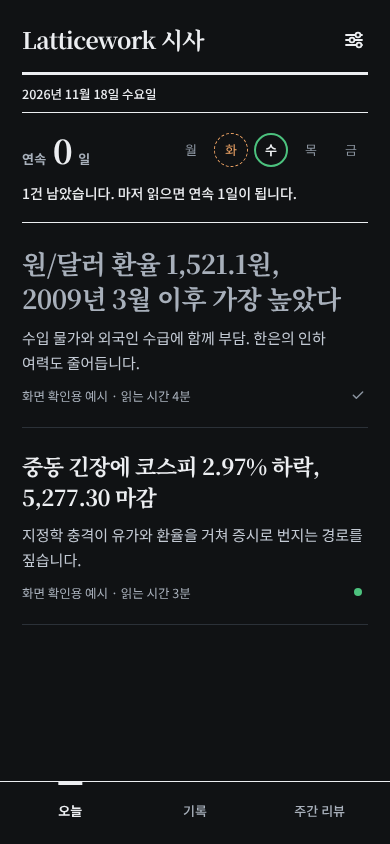 Latticework 시사
2026년 11월 18일 수요일
연속 0 일
월 화 수 목 금
1건 남았습니다. 마저 읽으면 연속 1일이 됩니다.
원/달러 환율 1,521.1원,
2009년 3월 이후 가장 높았다
수입 물가와 외국인 수급에 함께 부담. 한은의 인하
여력도 줄어듭니다.
화면 확인용 예시 · 읽는 시간 4분
중동 긴장에 코스피 2.97% 하락,
5,277.30 마감
지정학 충격이 유가와 환율을 거쳐 증시로 번지는 경로를
짚습니다.
화면 확인용 예시 · 읽는 시간 3분
오늘 기록 주간 리뷰